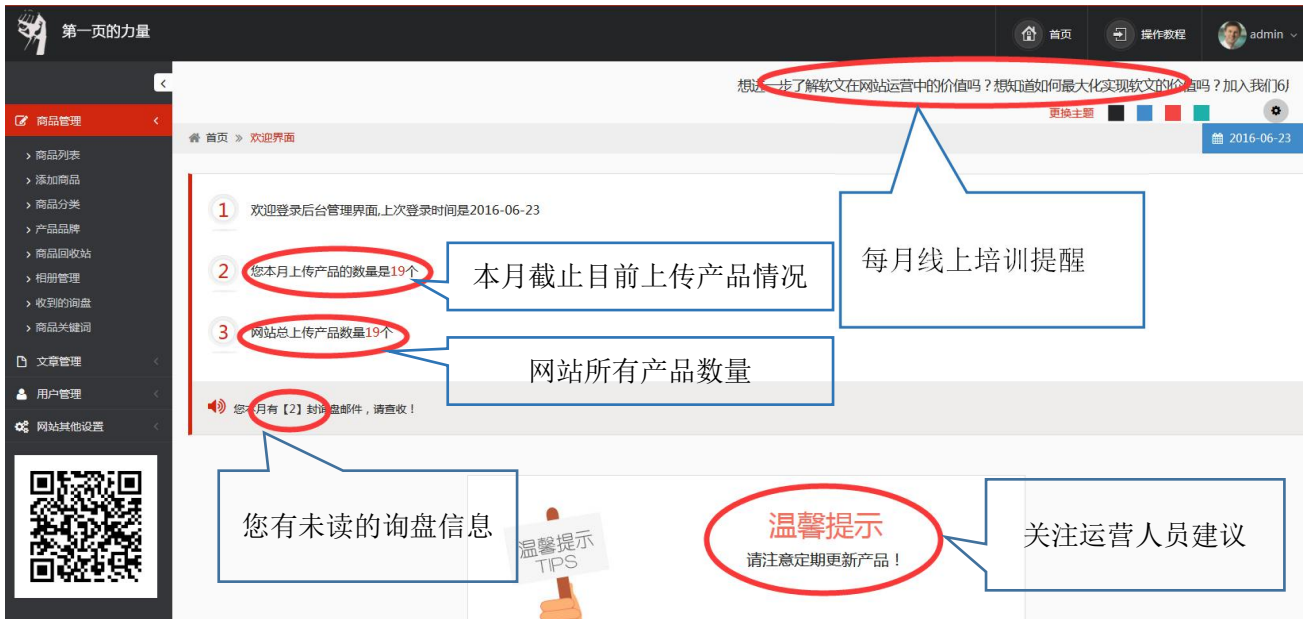 第一页的力量
首页
操作教程
admin
想进一步了解软文在网站运营中的价值吗？想知道如何最大化实现软文的价值吗？加入我们6月
更换主题
首页 » 欢迎界面
2016-06-23
商品管理
商品列表
添加商品
商品分类
产品品牌
商品回收站
相册管理
收到的询盘
商品关键词
文章管理
用户管理
网站其他设置
1 欢迎登录后台管理界面,上次登录时间是2016-06-23
2 您本月上传产品的数量是19个
3 网站总上传产品数量19个
您本月有【2】封询盘邮件，请查收！
每月线上培训提醒
本月截止目前上传产品情况
网站所有产品数量
您有未读的询盘信息
温馨提示
TIPS
温馨提示
请注意定期更新产品！
关注运营人员建议